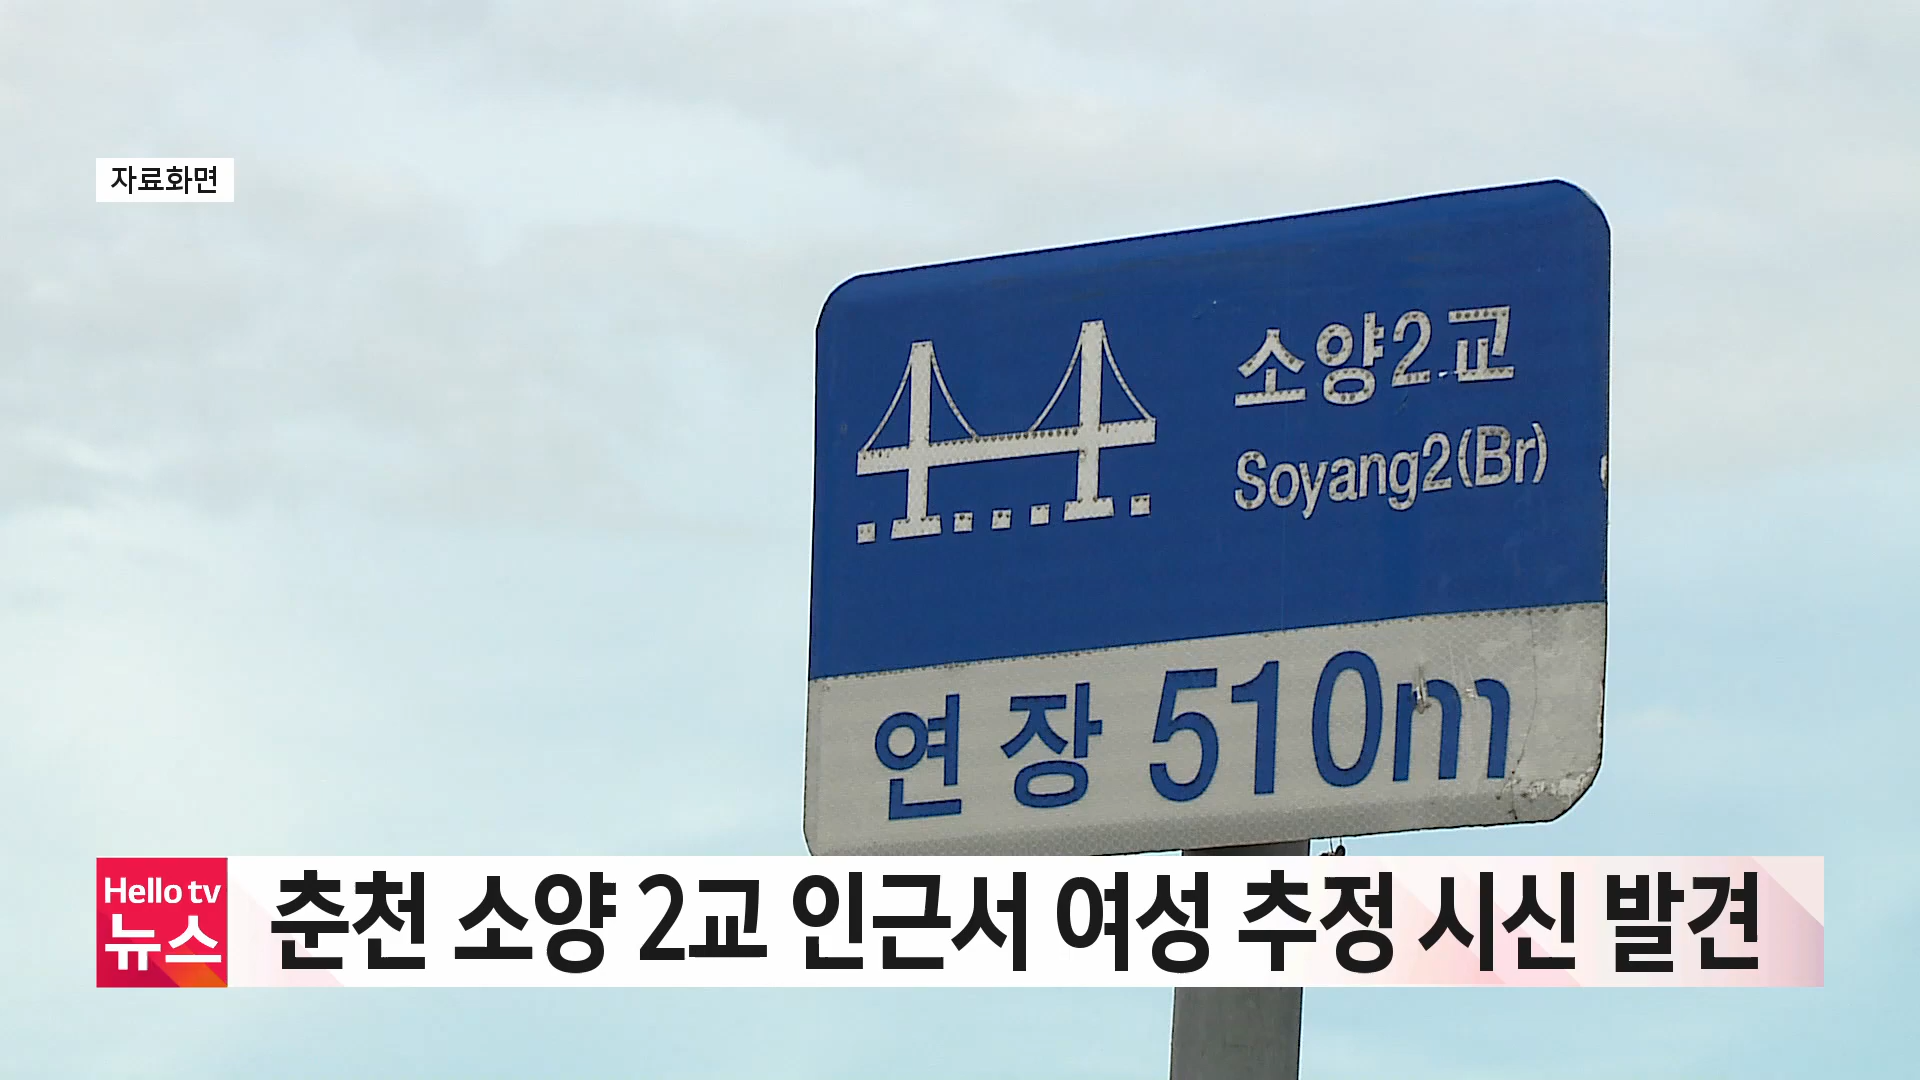 자료화면
소양2교
Soyang2(Br)
연장 510m
Hello tv
뉴스
춘천 소양 2교 인근서 여성 추정 시신 발견